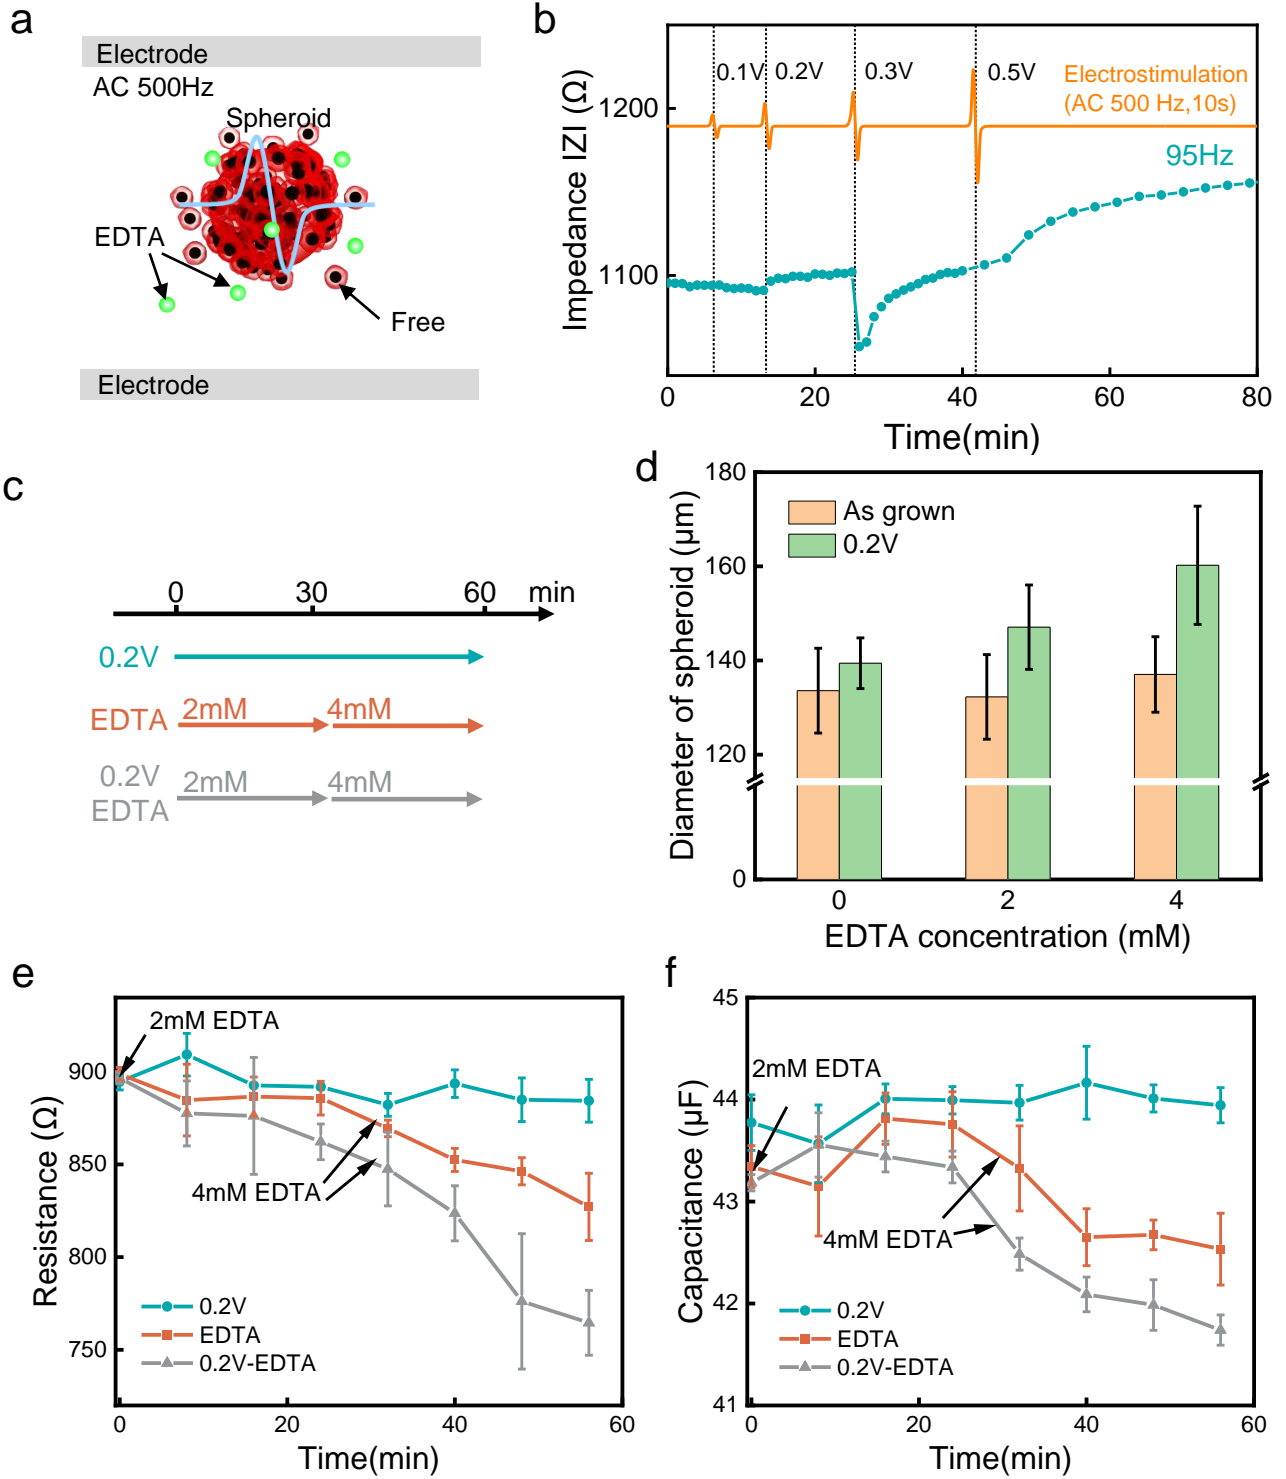 a
Electrode
AC 500Hz
Spheroid
EDTA
Free
Electrode
b
Impedance IZI (Ω)
1200
1100
0.1V
0.2V
0.3V
0.5V
Electrostimulation
(AC 500 Hz,10s)
95Hz
0 20 40 60 80
Time(min)
c
0 30 60 min
0.2V
EDTA 2mM 4mM
0.2V
EDTA
2mM 4mM
d
Diameter of spheroid (μm)
180
160
140
120
0
As grown
0.2V
0 2 4
EDTA concentration (mM)
e
Resistance (Ω)
900
850
800
750
2mM EDTA
4mM EDTA
0.2V
EDTA
0.2V-EDTA
0 20 40 60
Time(min)
f
Capacitance (μF)
45
44
43
42
41
2mM EDTA
4mM EDTA
0.2V
EDTA
0.2V-EDTA
0 20 40 60
Time(min)